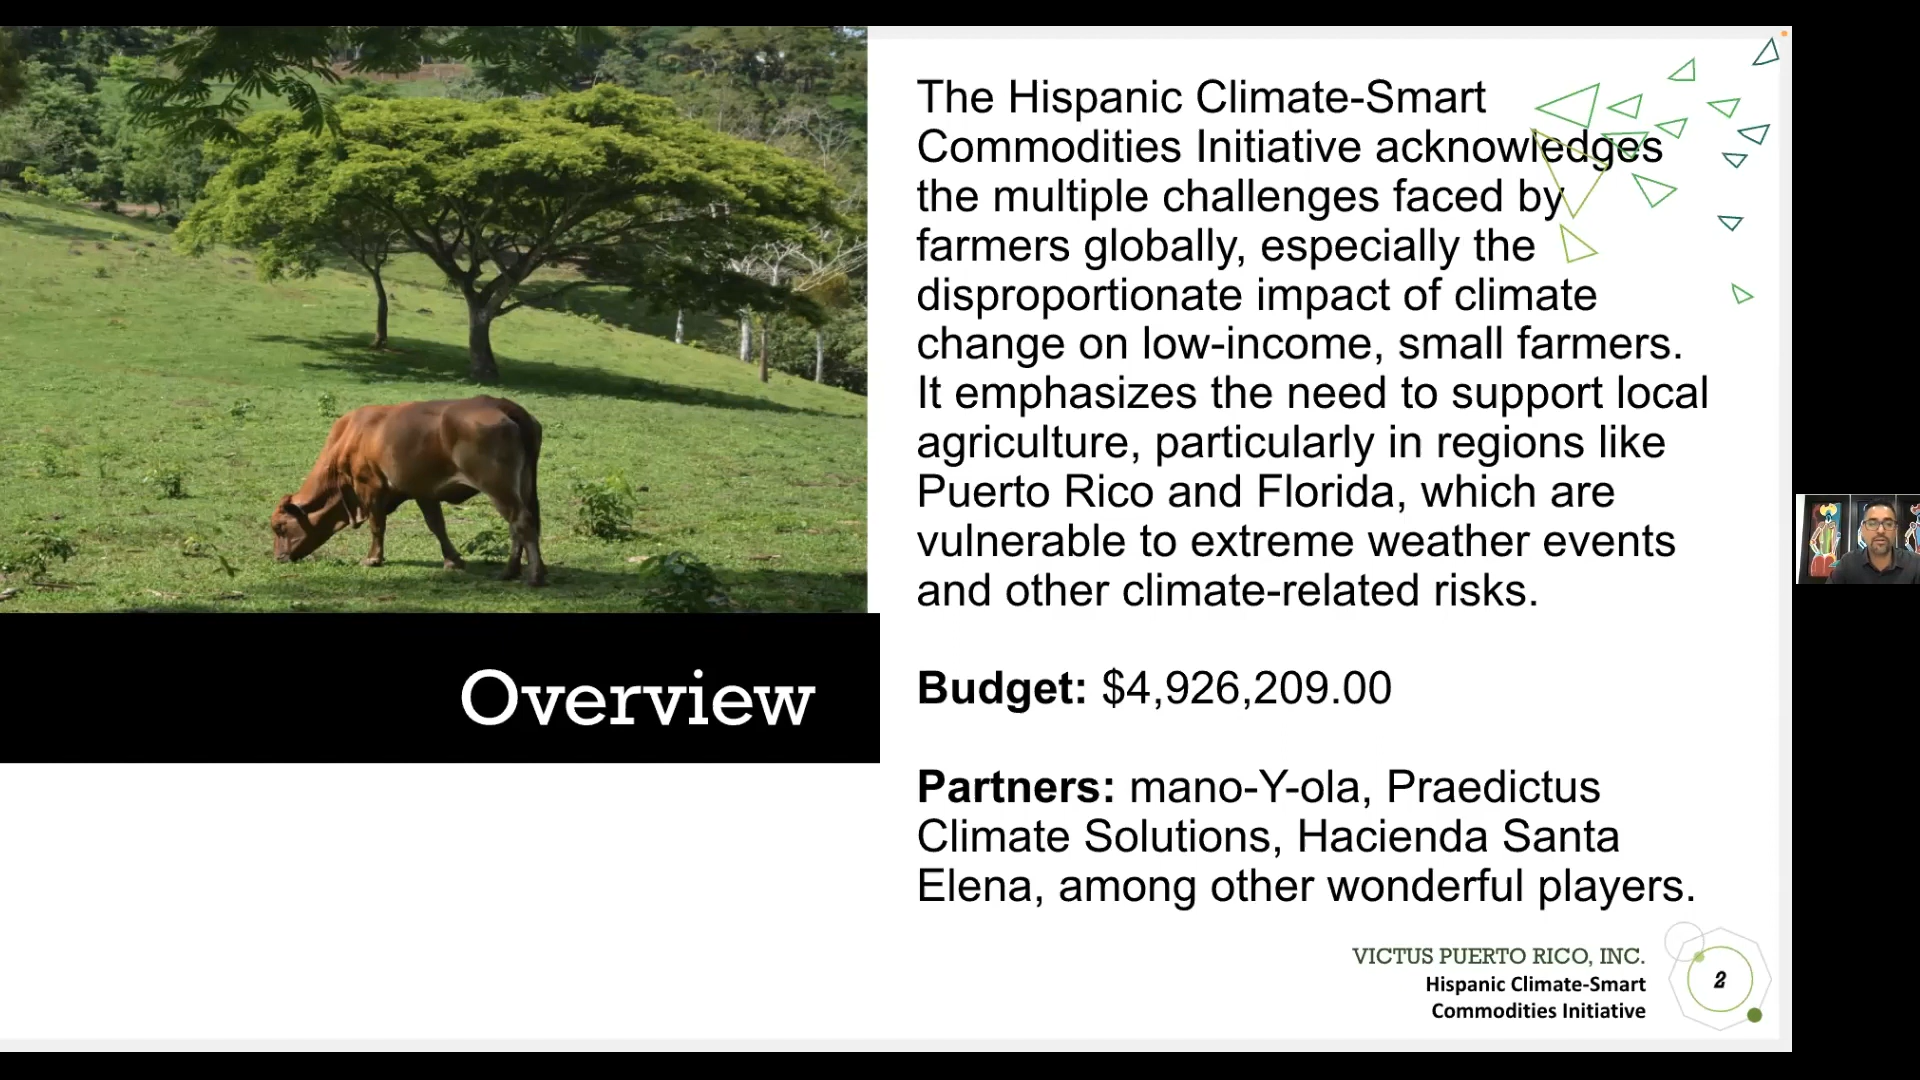 The Hispanic Climate-Smart
Commodities Initiative acknowledges
the multiple challenges faced by
farmers globally, especially the
disproportionate impact of climate
change on low-income, small farmers.
It emphasizes the need to support local
agriculture, particularly in regions like
Puerto Rico and Florida, which are
vulnerable to extreme weather events
and other climate-related risks.
Overview
Budget: $4,926,209.00
Partners: mano-Y-ola, Praedictus
Climate Solutions, Hacienda Santa
Elena, among other wonderful players.
VICTUS PUERTO RICO, INC.
Hispanic Climate-Smart
Commodities Initiative
2